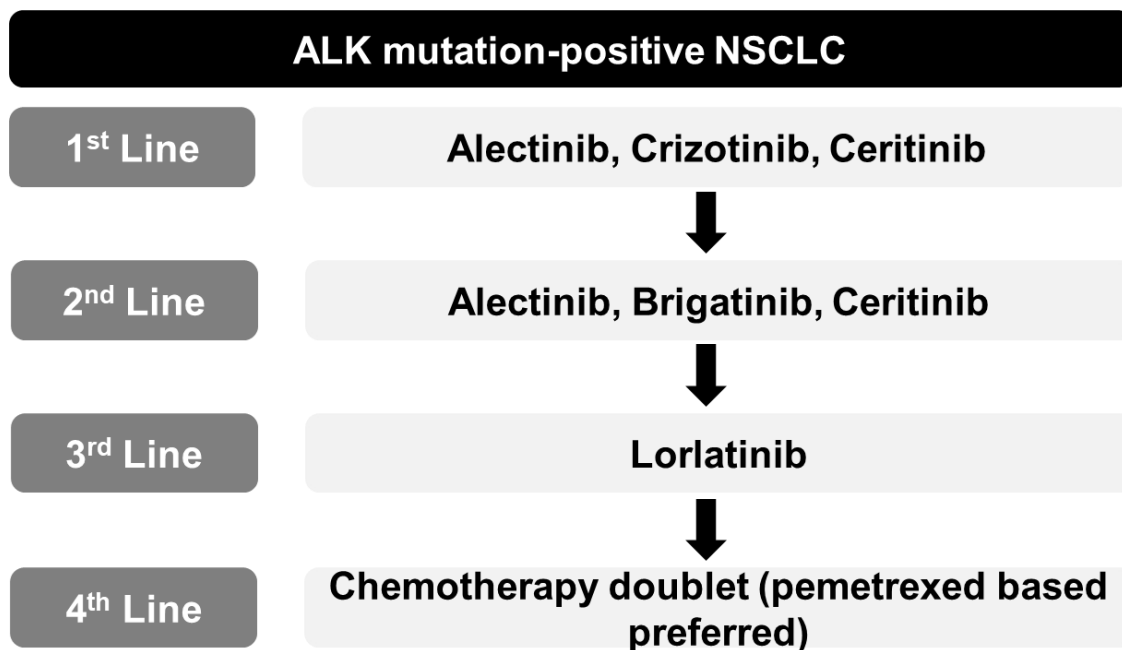 ALK mutation-positive NSCLC
1st Line
Alectinib, Crizotinib, Ceritinib
2nd Line
Alectinib, Brigatinib, Ceritinib
3rd Line
Lorlatinib
4th Line
Chemotherapy doublet (pemetrexed based
preferred)